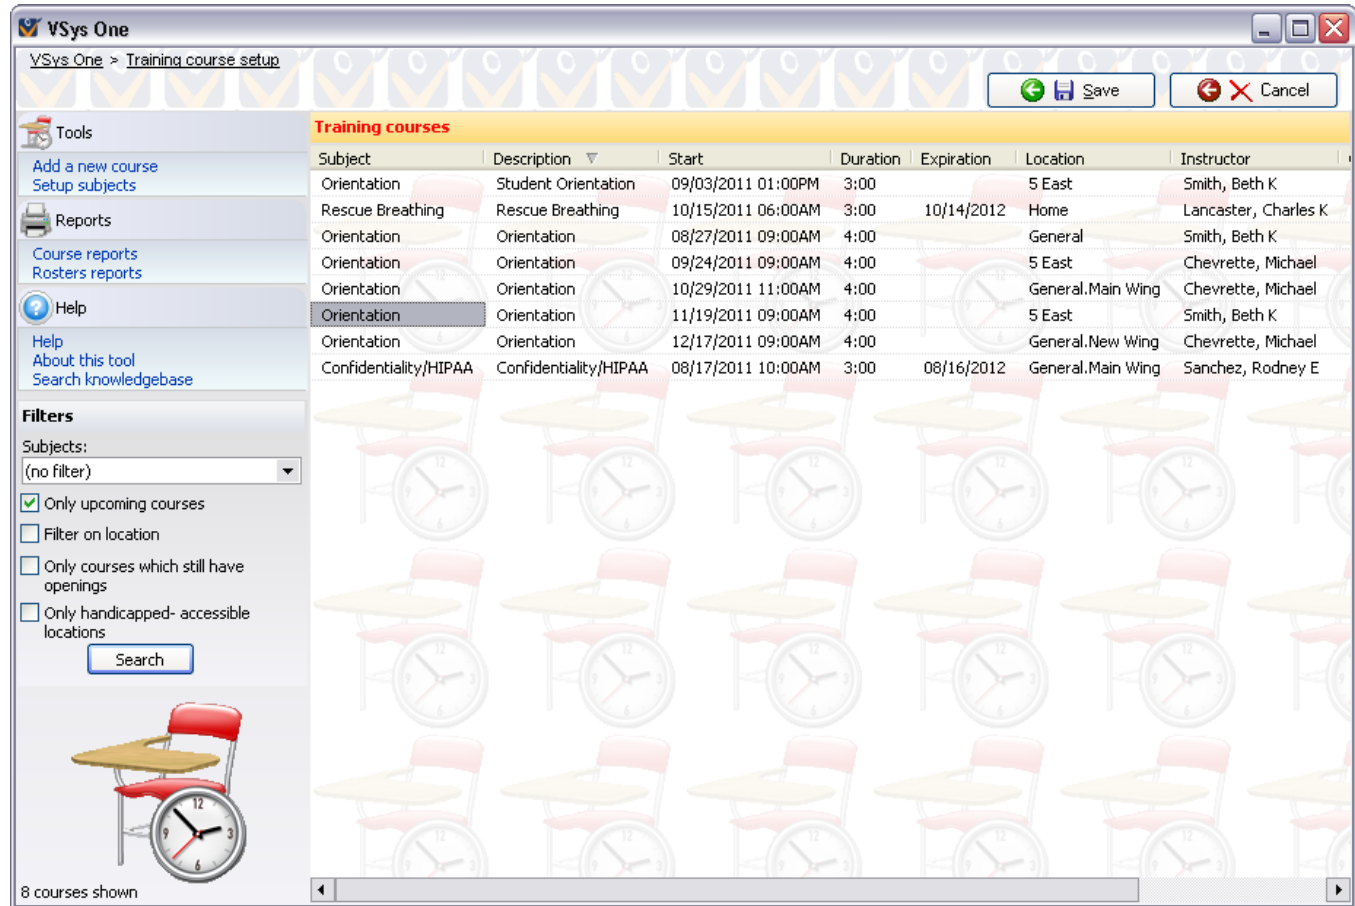 VSys One
VSys One > Training course setup
Save Cancel
Tools
Add a new course
Setup subjects
Reports
Course reports
Rosters reports
Help
Help
About this tool
Search knowledgebase
Filters
Subjects:
(no filter)
Only upcoming courses
Filter on location
Only courses which still have
openings
Only handicapped- accessible
locations
Search
8 courses shown
Training courses
Subject Description Start Duration Expiration Location Instructor
Orientation Student Orientation 09/03/2011 01:00PM 3:00 5 East Smith, Beth K
Rescue Breathing Rescue Breathing 10/15/2011 06:00AM 3:00 10/14/2012 Home Lancaster, Charles K
Orientation Orientation 08/27/2011 09:00AM 4:00 General Smith, Beth K
Orientation Orientation 09/24/2011 09:00AM 4:00 5 East Chevrette, Michael
Orientation Orientation 10/29/2011 11:00AM 4:00 General.Main Wing Chevrette, Michael
Orientation Orientation 11/19/2011 09:00AM 4:00 5 East Smith, Beth K
Orientation Orientation 12/17/2011 09:00AM 4:00 General.New Wing Chevrette, Michael
Confidentiality/HIPAA Confidentiality/HIPAA 08/17/2011 10:00AM 3:00 08/16/2012 General.Main Wing Sanchez, Rodney E